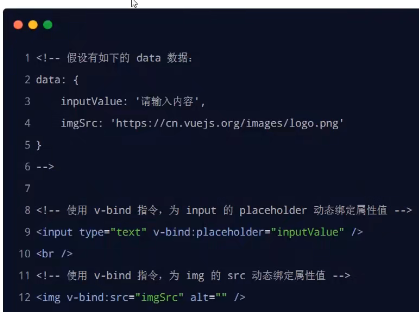 1 <!-- 假设有如下的 data 数据:
2 data: {
3 inputValue: '请输入内容',
4 imgSrc: 'https://cn.vuejs.org/images/logo.png'
5 }
6 -->
7
8 <!-- 使用 v-bind 指令，为 input 的 placeholder 动态绑定属性值 -->
9 <input type="text" v-bind:placeholder="inputValue" />
10 <br />
11 <!-- 使用 v-bind 指令，为 img 的 src 动态绑定属性值 -->
12 <img v-bind:src="imgSrc" alt="" />